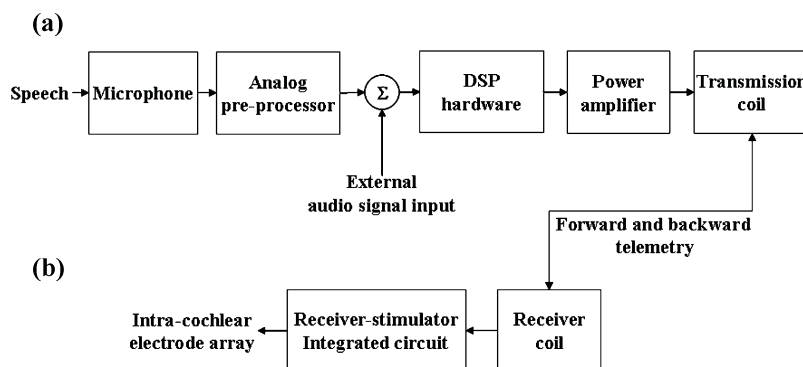 (a)
Speech
Microphone
Analog
pre-processor
Σ
DSP
hardware
Power
amplifier
Transmission
coil
External
audio signal input
Forward and backward
telemetry
(b)
Intra-cochlear
electrode array
Receiver-stimulator
Integrated circuit
Receiver
coil